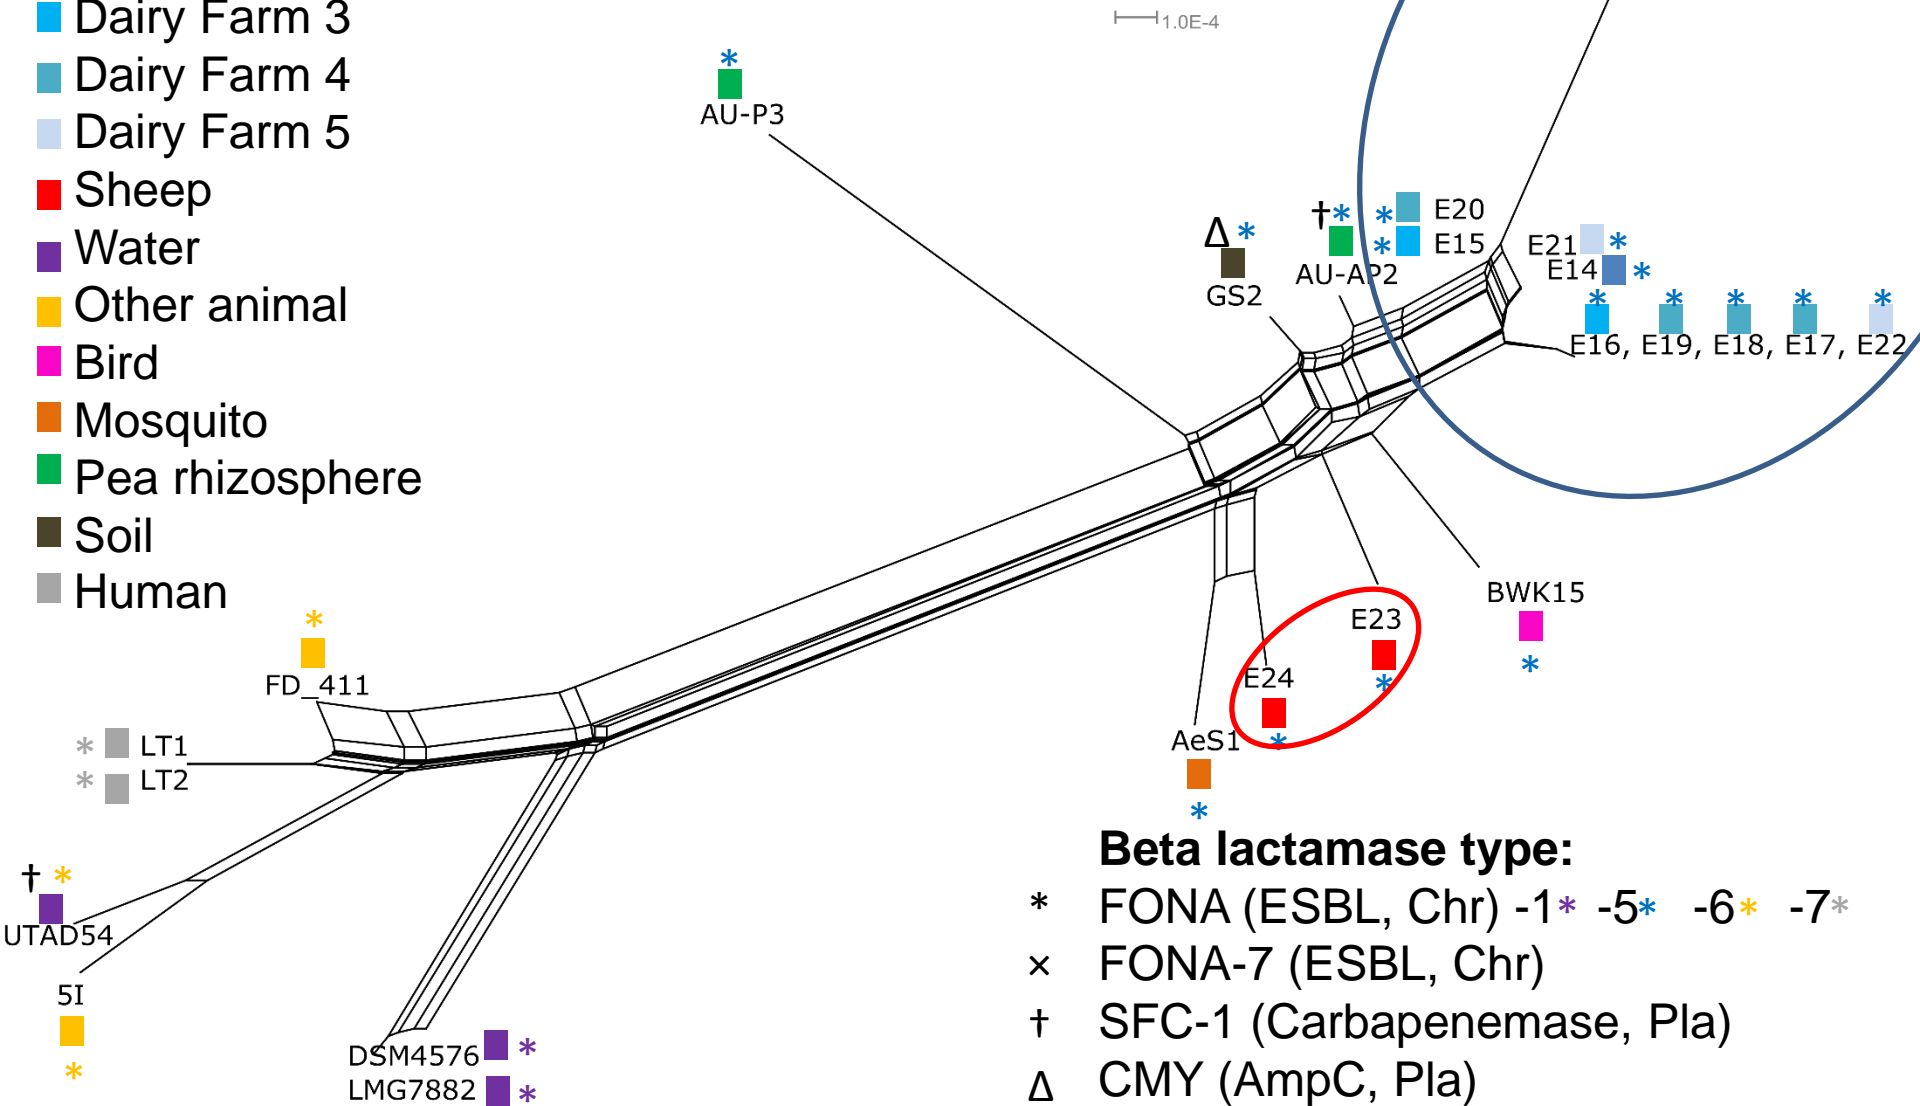 Dairy Farm 3
Dairy Farm 4
Dairy Farm 5
Sheep
Water
Other animal
Bird
Mosquito
Pea rhizosphere
Soil
Human
1.0E-4
*
AU-P3
Δ *
GS2
†*
AU-AP2
* E20
* E15
E21 *
E14 *
* * * * *
E16, E19, E18, E17, E22
BWK15
*
E23
*
E24
*
AeS1
*
*
FD_411
* LT1
* LT2
† *
UTAD54
5I
*
DSM4576 *
LMG7882 *
Beta lactamase type:
* FONA (ESBL, Chr) -1* -5* -6* -7*
× FONA-7 (ESBL, Chr)
† SFC-1 (Carbapenemase, Pla)
Δ CMY (AmpC, Pla)